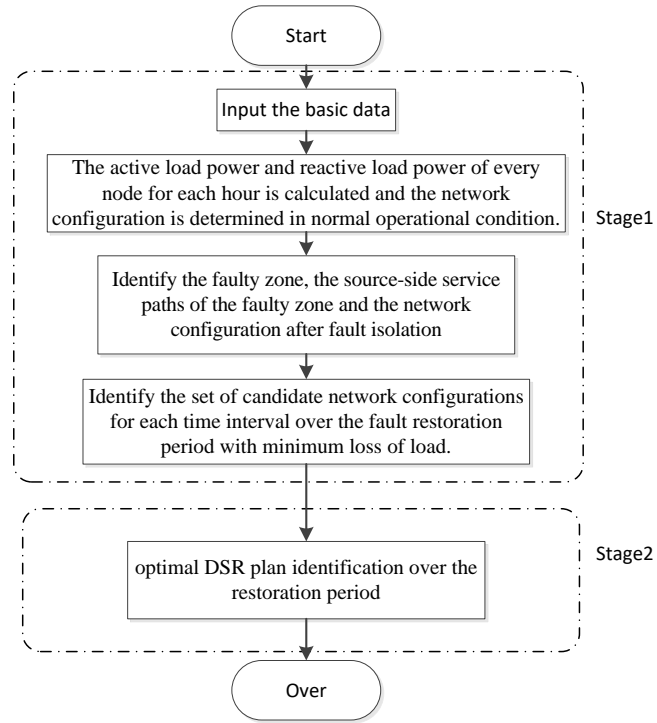 Start
Input the basic data
The active load power and reactive load power of every
node for each hour is calculated and the network
configuration is determined in normal operational condition.
Stage1
Identify the faulty zone, the source-side service
paths of the faulty zone and the network
configuration after fault isolation
Identify the set of candidate network configurations
for each time interval over the fault restoration
period with minimum loss of load.
Stage2
optimal DSR plan identification over the
restoration period
Over